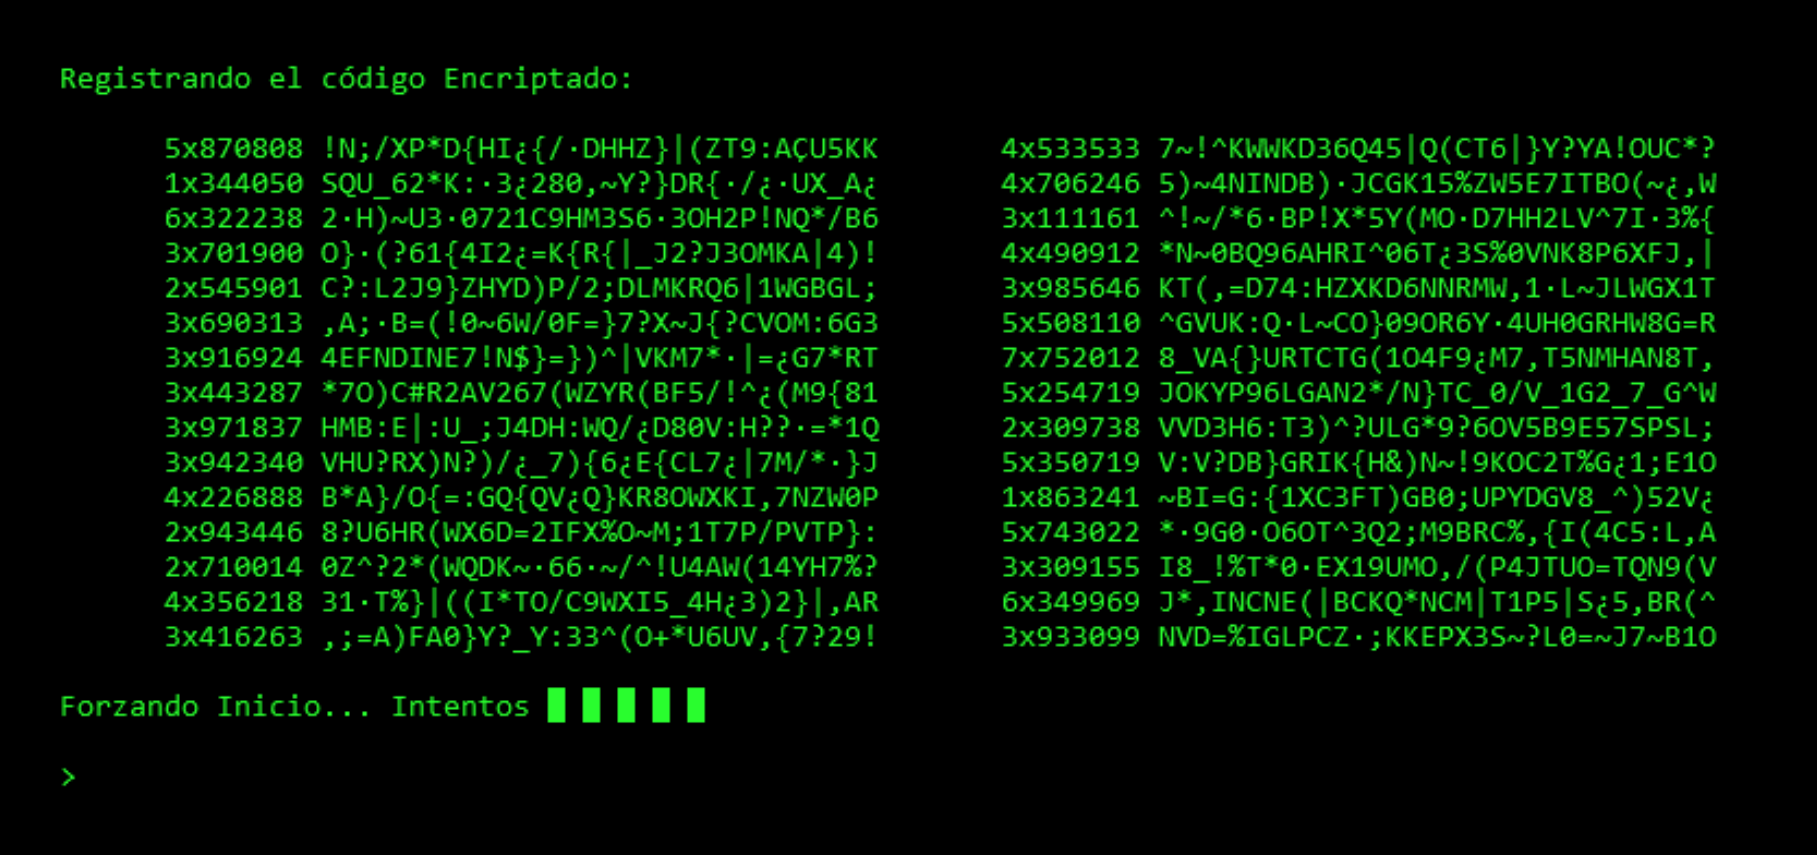 Registrando el código Encriptado:
5x870808 !N;/XP*D{HI¿{/·DHHZ}|(ZT9:AÇU5KK
4x533533 7~!^KWWKD36Q45|Q(CT6|}Y?YA!OUC*?
1x344050 SQU_62*K:·3¿280,~Y?}DR{·/¿·UX_A¿
4x706246 5)~4NINDB)·JCGK15%ZW5E7ITBO(~¿,W
6x322238 2·H)~U3·0721C9HM3S6·3OH2P!NQ*/B6
3x111161 ^!~/*6·BP!X*5Y(MO·D7HH2LV^7I·3%{
3x701900 O}·(?61{4I2¿=K{R{|_J2?J3OMKA|4)!
4x490912 *N~0BQ96AHRI^06T¿3S%0VNK8P6XFJ,|
2x545901 C?:L2J9}ZHYD)P/2;DLMKRQ6|1WGBGL;
3x985646 KT(,=D74:HZXKD6NNRMW,1·L~JLWGX1T
3x690313 ,A;·B=(!0~6W/0F=}7?X~J{?CVOM:6G3
5x508110 ^GVUK:Q·L~CO}09OR6Y·4UH0GRHW8G=R
3x916924 4EFNDINE7!N$}=})^|VKM7*·|=¿G7*RT
7x752012 8_VA{}URTCTG(1O4F9¿M7,T5NMHAN8T,
3x443287 *7O)C#R2AV267(WZYR(BF5/!^¿(M9{81
5x254719 JOKYP96LGAN2*/N}TC_0/V_1G2_7_G^W
3x971837 HMB:E|:U_;J4DH:WQ/¿D80V:H??·=*1Q
2x309738 VVD3H6:T3)^?ULG*9?6OV5B9E57SPSL;
3x942340 VHU?RX)N?)/¿_7){6¿E{CL7¿|7M/*·}J
5x350719 V:V?DB}GRIK{H&)N~!9KOC2T%G¿1;E1O
4x226888 B*A}/O{=:GQ{QV¿Q}KR8OWXKI,7NZW0P
1x863241 ~BI=G:{1XC3FT)GB0;UPYDGV8_^)52V¿
2x943446 8?U6HR(WX6D=2IFX%O~M;1T7P/PVTP}:
5x743022 *·9G0·O6OT^3Q2;M9BRC%,{I(4C5:L,A
2x710014 0Z^?2*(WQDK~·66·~/^!U4AW(14YH7%?
3x309155 I8_!%T*0·EX19UMO,/(P4JTUO=TQN9(V
4x356218 31·T%}|((I*TO/C9WXI5_4H¿3)2}|,AR
6x349969 J*,INCNE(|BCKQ*NCM|T1P5|S¿5,BR(^
3x416263 ,;=A)FA0}Y?_Y:33^(O+*U6UV,{7?29!
3x933099 NVD=%IGLPCZ·;KKEPX3S~?L0=~J7~B1O
Forzando Inicio... Intentos █ █ █ █ █
>